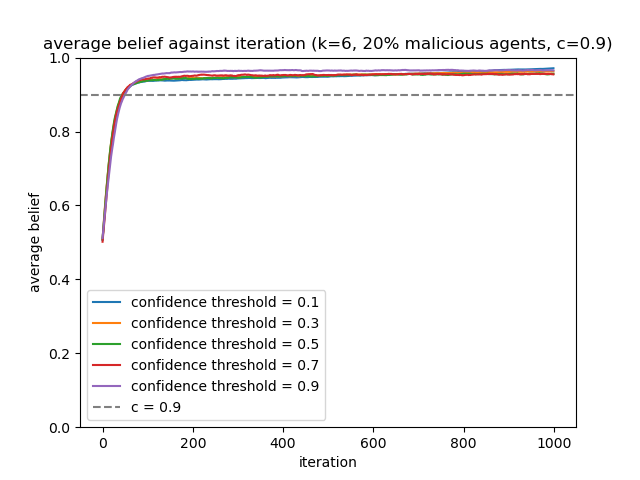 average belief against iteration (k=6, 20% malicious agents, c=0.9)
1.0
0.8
0.6
0.4
0.2
0.0
average belief
confidence threshold = 0.1
confidence threshold = 0.3
confidence threshold = 0.5
confidence threshold = 0.7
confidence threshold = 0.9
c = 0.9
0 200 400 600 800 1000
iteration